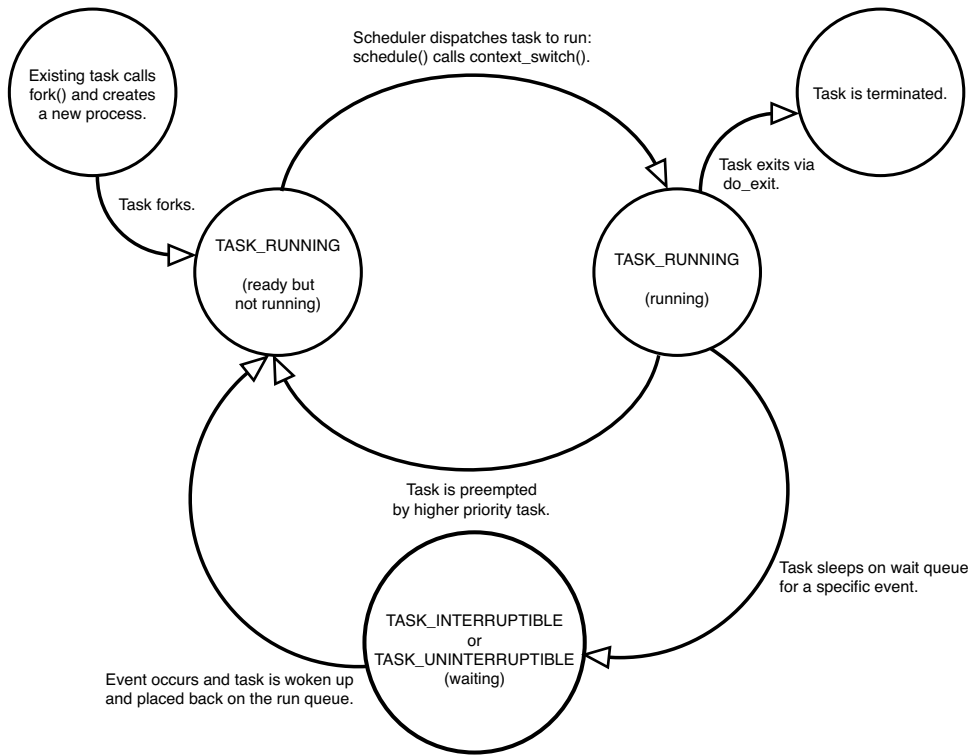 Scheduler dispatches task to run:
schedule() calls context_switch().
Existing task calls
fork() and creates
a new process.
Task is terminated.
Task forks.
Task exits via
do_exit.
TASK_RUNNING
(ready but
not running)
TASK_RUNNING
(running)
Task is preempted
by higher priority task.
Task sleeps on wait queue
for a specific event.
TASK_INTERRUPTIBLE
or
TASK_UNINTERRUPTIBLE
(waiting)
Event occurs and task is woken up
and placed back on the run queue.